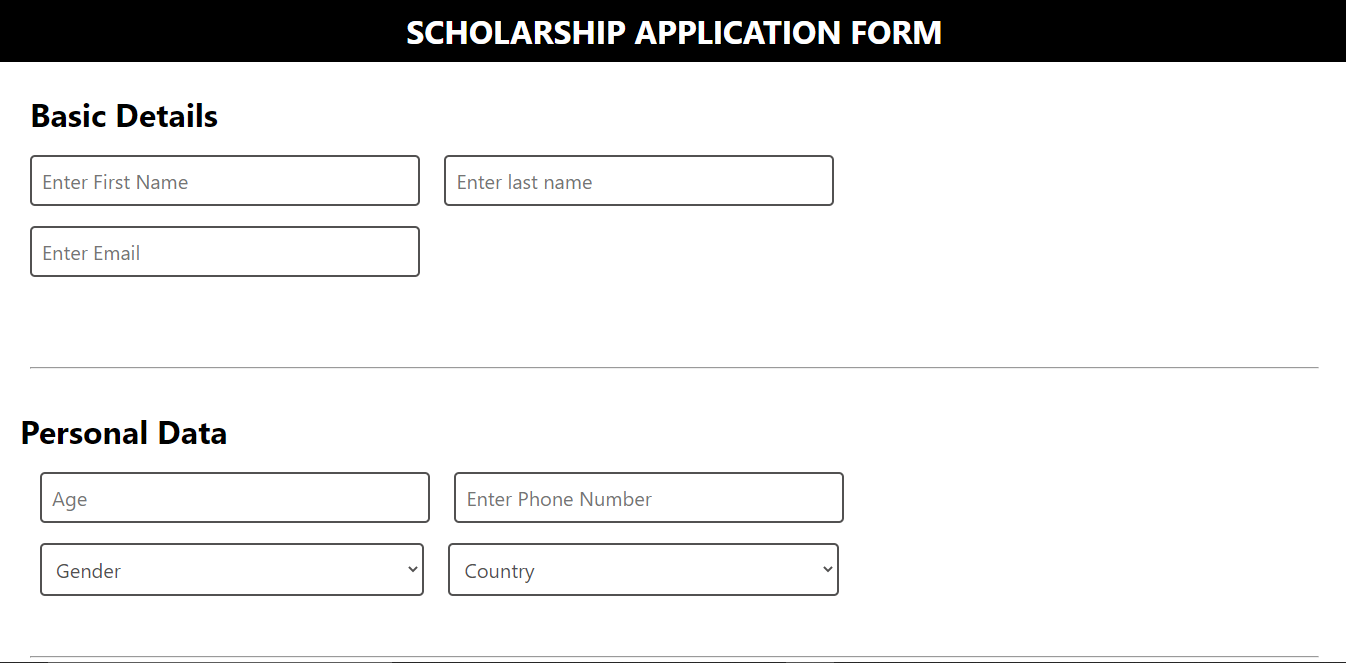 SCHOLARSHIP APPLICATION FORM
Basic Details
Enter First Name Enter last name
Enter Email
Personal Data
Age Enter Phone Number
Gender Country